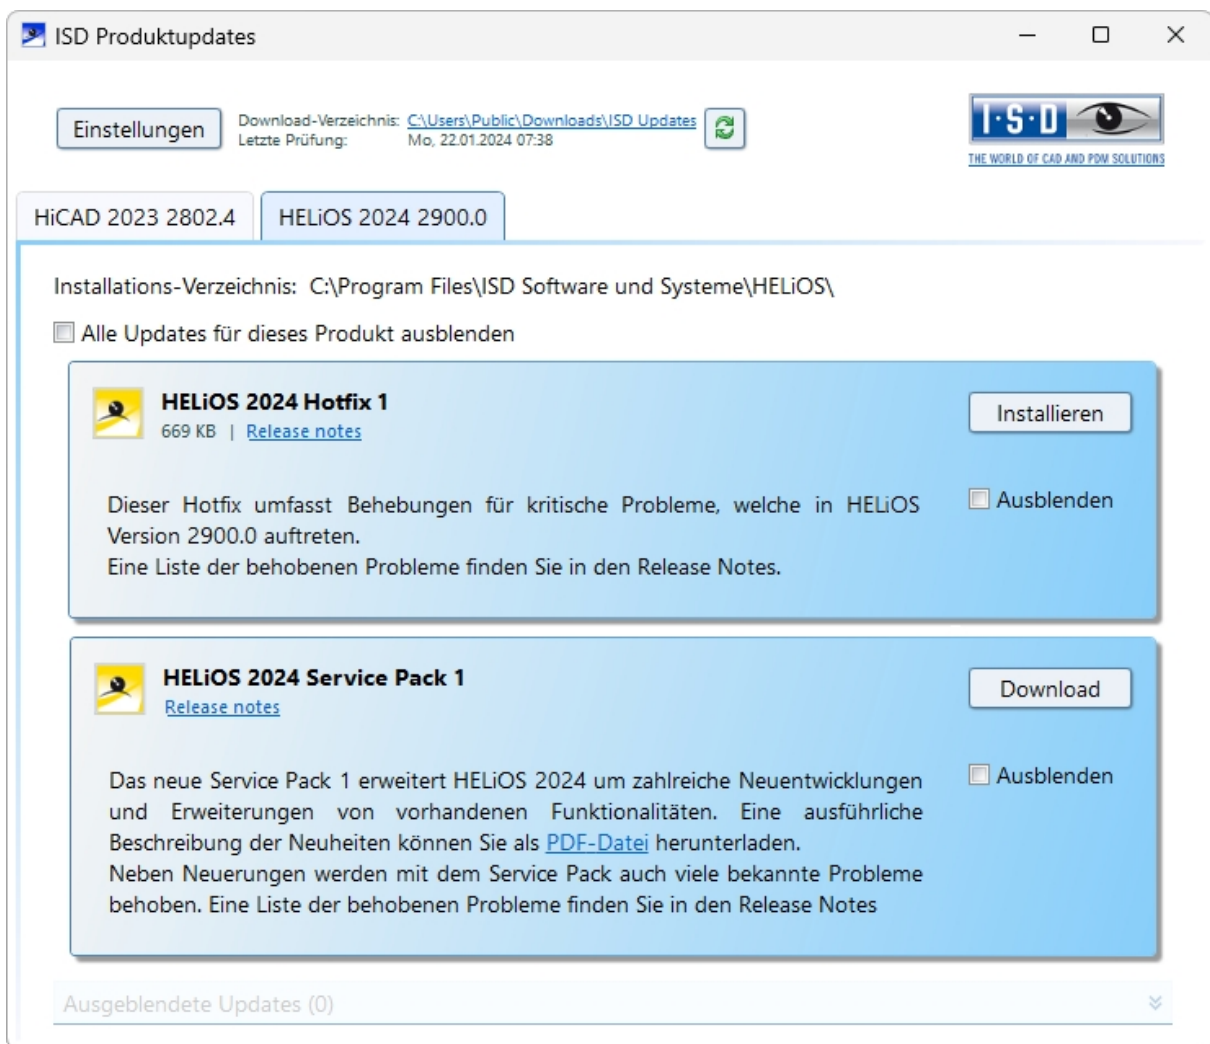 ISD Produktupdates
Einstellungen
Download-Verzeichnis: C:\Users\Public\Downloads\ISD Updates
Letzte Prüfung: Mo, 22.01.2024 07:38
I·S·D
THE WORLD OF CAD AND PDM SOLUTIONS
HiCAD 2023 2802.4
HELiOS 2024 2900.0
Installations-Verzeichnis: C:\Program Files\ISD Software und Systeme\HELiOS\
Alle Updates für dieses Produkt ausblenden
HELiOS 2024 Hotfix 1
669 KB | Release notes
Installieren
Dieser Hotfix umfasst Behebungen für kritische Probleme, welche in HELiOS
Version 2900.0 auftreten.
Eine Liste der behobenen Probleme finden Sie in den Release Notes.
Ausblenden
HELiOS 2024 Service Pack 1
Release notes
Download
Das neue Service Pack 1 erweitert HELiOS 2024 um zahlreiche Neuentwicklungen
und Erweiterungen von vorhandenen Funktionalitäten. Eine ausführliche
Beschreibung der Neuheiten können Sie als PDF-Datei herunterladen.
Neben Neuerungen werden mit dem Service Pack auch viele bekannte Probleme
behoben. Eine Liste der behobenen Probleme finden Sie in den Release Notes
Ausblenden
Ausgeblendete Updates (0)